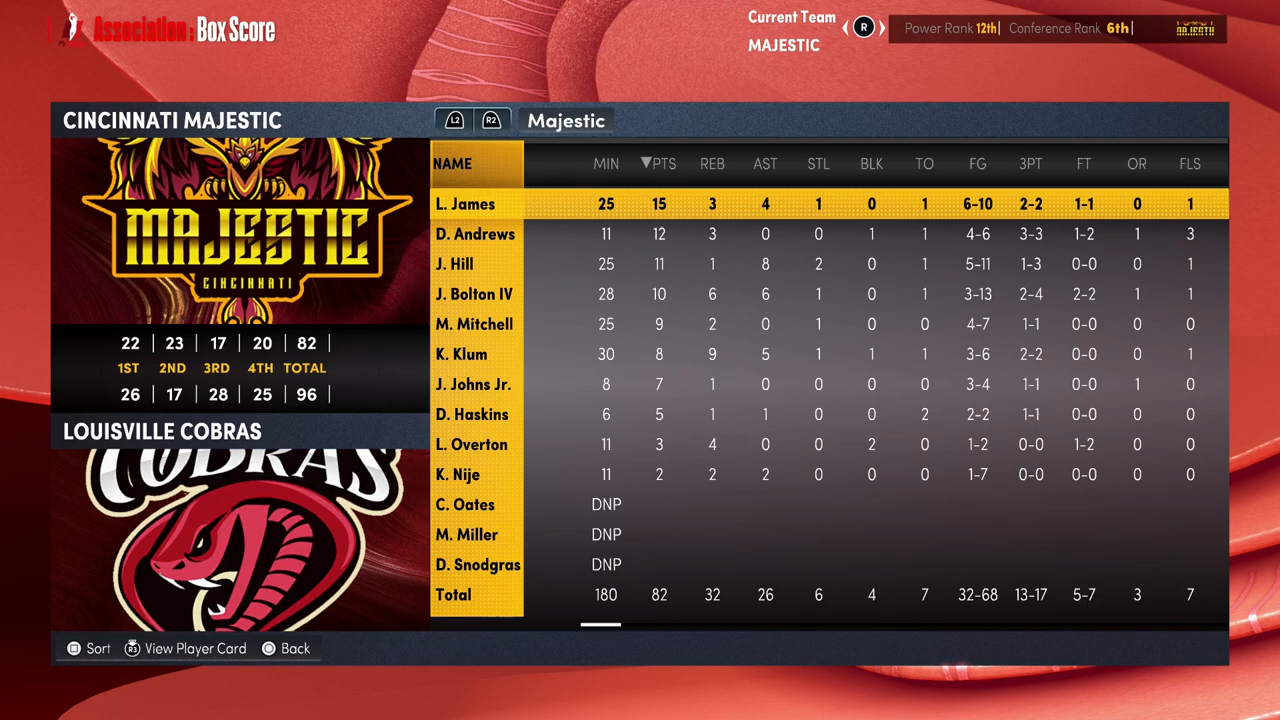 Association : Box Score
Current Team
MAJESTIC
R
Power Rank 12th| Conference Rank 6th|
MAJESTIC
CINCINNATI MAJESTIC
MAJESTIC
CINCINNATI
22 | 23 | 17 | 20 | 82 |
1ST 2ND 3RD 4TH TOTAL
26 | 17 | 28 | 25 | 96 |
LOUISVILLE COBRAS
COBRAS
L2 R2 Majestic
NAME MIN ▼PTS REB AST STL BLK TO FG 3PT FT OR FLS
L. James 25 15 3 4 1 0 1 6-10 2-2 1-1 0 1
D. Andrews 11 12 3 0 0 1 1 4-6 3-3 1-2 1 3
J. Hill 25 11 1 8 2 0 1 5-11 1-3 0-0 0 1
J. Bolton IV 28 10 6 6 1 0 1 3-13 2-4 2-2 1 1
M. Mitchell 25 9 2 0 1 0 0 4-7 1-1 0-0 0 0
K. Klum 30 8 9 5 1 1 1 3-6 2-2 0-0 0 1
J. Johns Jr. 8 7 1 0 0 0 0 3-4 1-1 0-0 1 0
D. Haskins 6 5 1 1 0 0 2 2-2 1-1 0-0 0 0
L. Overton 11 3 4 0 0 2 0 1-2 0-0 1-2 0 0
K. Nije 11 2 2 2 0 0 0 1-7 0-0 0-0 0 0
C. Oates DNP
M. Miller DNP
D. Snodgras DNP
Total 180 82 32 26 6 4 7 32-68 13-17 5-7 3 7
Sort R3 View Player Card Back